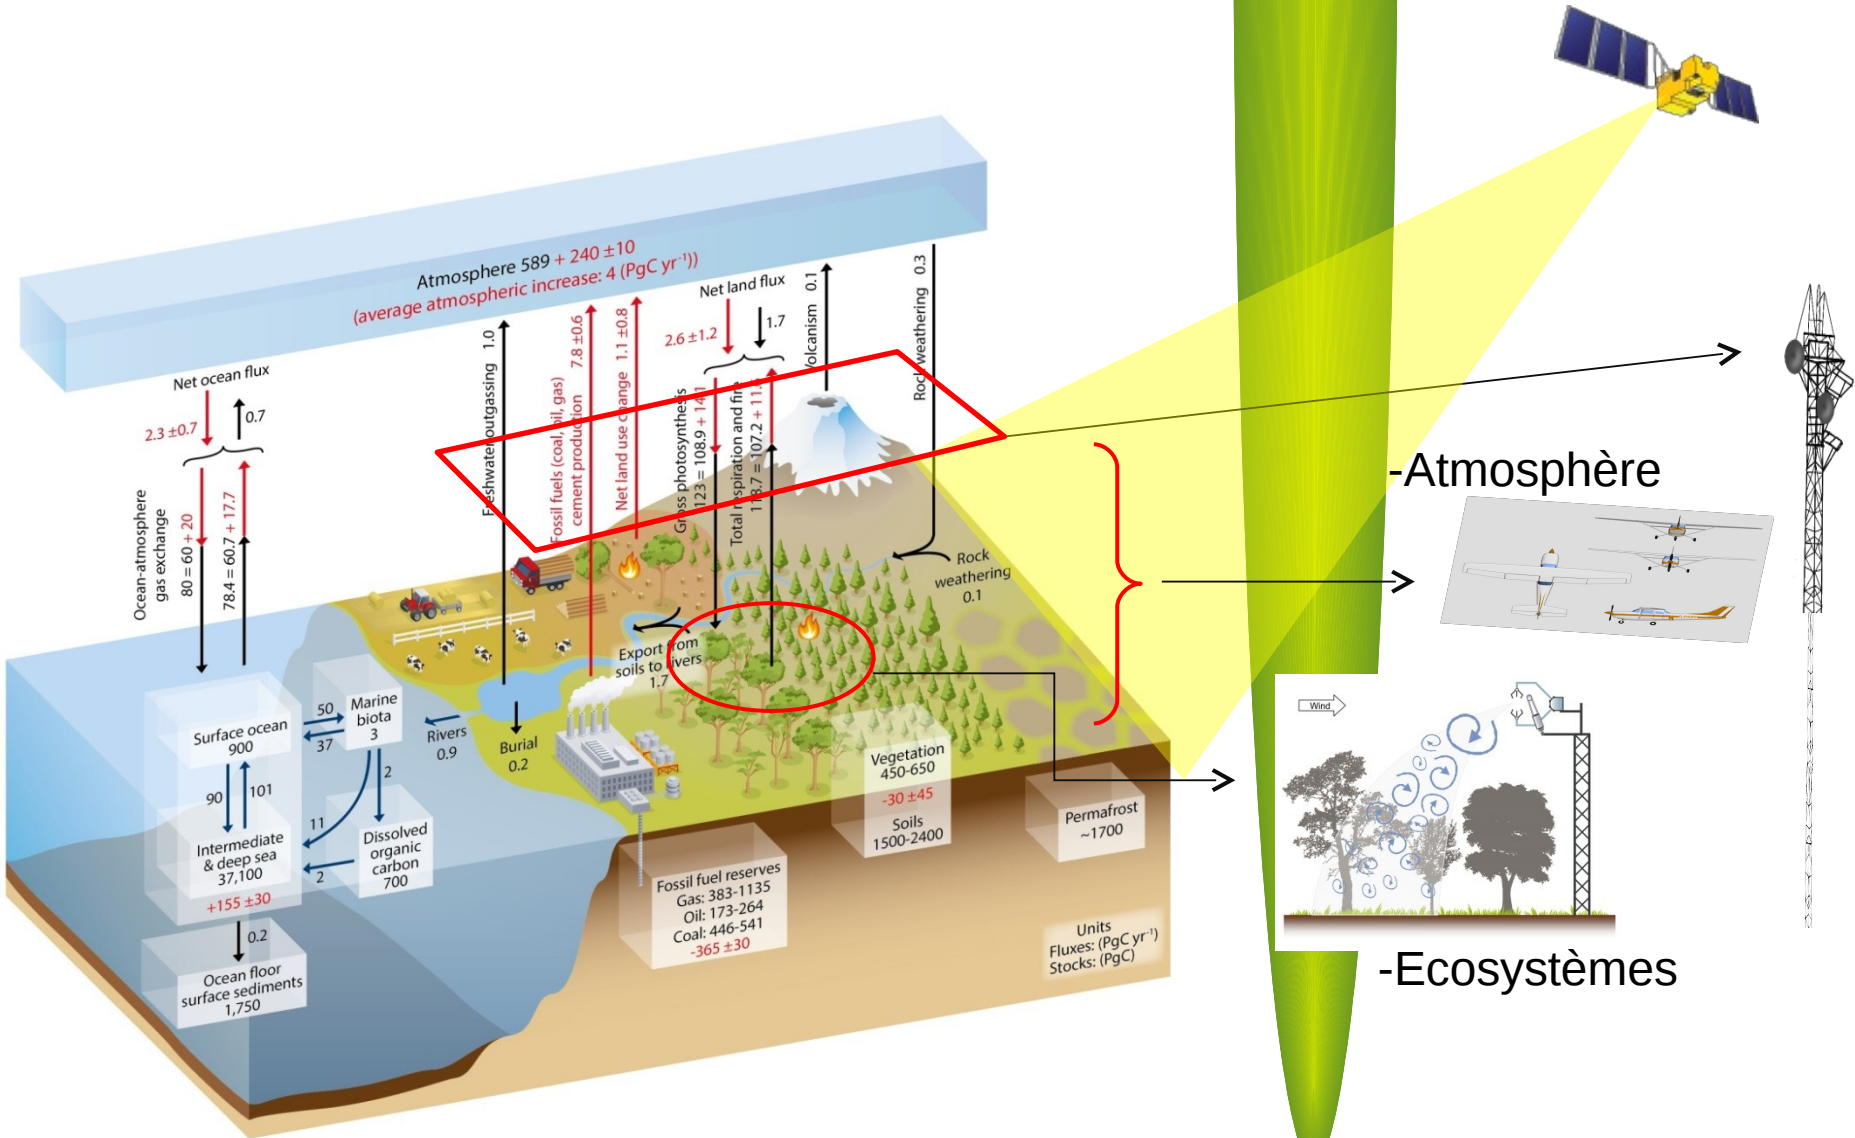 Atmosphere 589 + 240 ±10
(average atmospheric increase: 4 (PgC yr⁻¹))
Net ocean flux
2.3 ±0.7
0.7
Ocean-atmosphere
gas exchange
80 = 60 + 20
78.4 = 60.7 + 17.7
Freshwater outgassing 1.0
Fossil fuels (coal, oil, gas)
cement production 7.8 ±0.6
Net land use change 1.1 ±0.8
Net land flux
2.6 ±1.2
1.7
Gross photosynthesis
123 = 108.9 + 14.1
Total respiration and fire
118.7 = 107.2 + 11.6
Volcanism 0.1
Rock weathering 0.3
Rock
weathering
0.1
Export from
soils to rivers
1.7
Surface ocean
900
50
37
Marine
biota
3
Rivers
0.9
Burial
0.2
90
101
2
11
2
Intermediate
& deep sea
37,100
+155 ±30
Dissolved
organic
carbon
700
0.2
Ocean floor
surface sediments
1,750
Fossil fuel reserves
Gas: 383-1135
Oil: 173-264
Coal: 446-541
-365 ±30
Vegetation
450-650
-30 ±45
Soils
1500-2400
Permafrost
~1700
Units
Fluxes: (PgC yr⁻¹)
Stocks: (PgC)
-Atmosphère
Wind
-Ecosystèmes